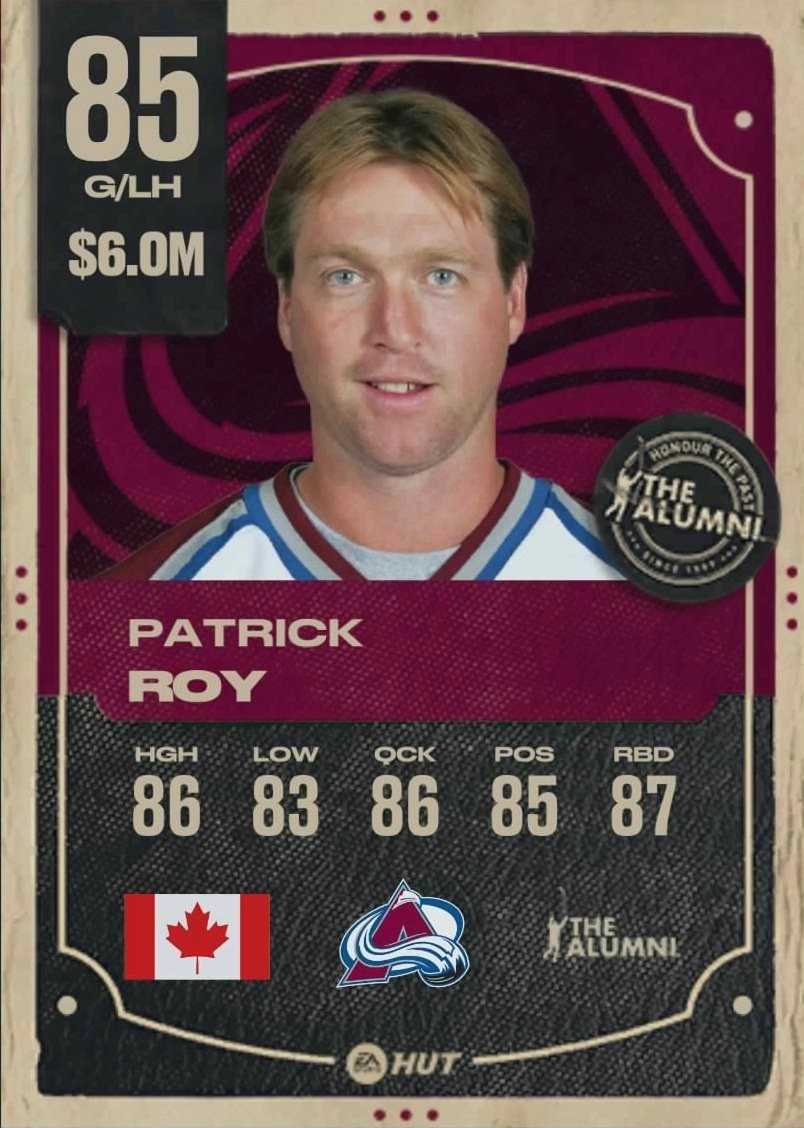 85
G/LH
$6.0M
HONOUR THE PAST
THE
ALUMNI
PATRICK
ROY
HGH LOW QCK POS RBD
86 83 86 85 87
THE
ALUMNI
EA
HUT